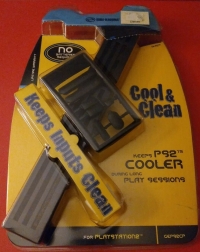 NO
Cool &
Clean
Keeps Inputs Clean
KEEPS PS2™
COOLER
DURING LONG
PLAY SESSIONS
FOR PLAYSTATION®2